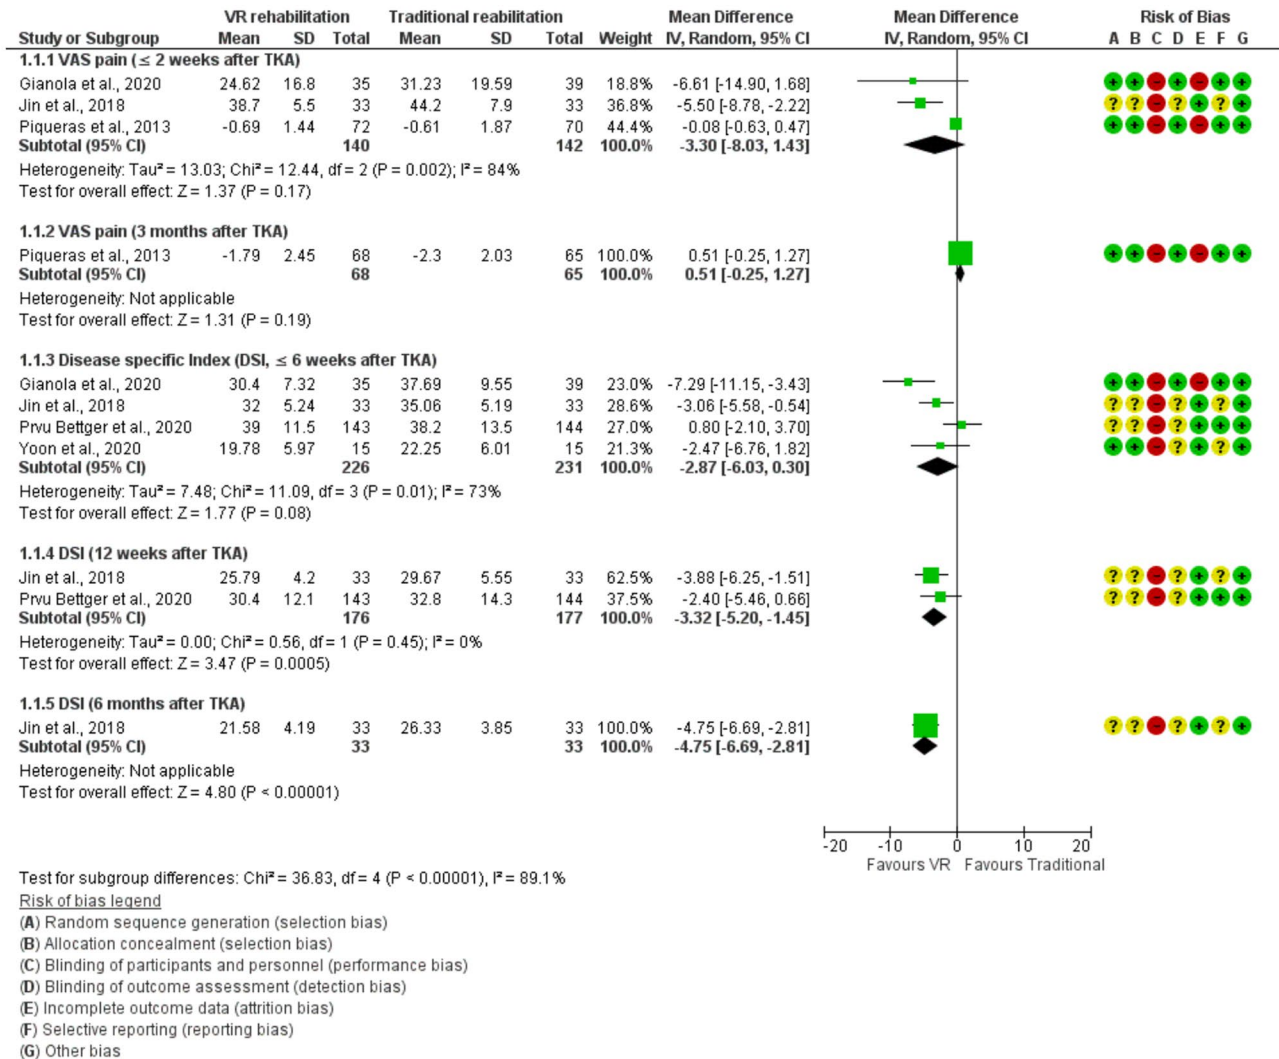 VR rehabilitation Traditional reabilitation Mean Difference Mean Difference Risk of Bias
Study or Subgroup Mean SD Total Mean SD Total Weight IV, Random, 95% CI IV, Random, 95% CI A B C D E F G
1.1.1 VAS pain (≤ 2 weeks after TKA)
Gianola et al., 2020 24.62 16.8 35 31.23 19.59 39 18.8% -6.61 [-14.90, 1.68] + + - + - + +
Jin et al., 2018 38.7 5.5 33 44.2 7.9 33 36.8% -5.50 [-8.78, -2.22] ? ? - ? + ? +
Piqueras et al., 2013 -0.69 1.44 72 -0.61 1.87 70 44.4% -0.08 [-0.63, 0.47] + + - + - + +
Subtotal (95% CI) 140 142 100.0% -3.30 [-8.03, 1.43]
Heterogeneity: Tau² = 13.03; Chi² = 12.44, df = 2 (P = 0.002); I² = 84%
Test for overall effect: Z = 1.37 (P = 0.17)
1.1.2 VAS pain (3 months after TKA)
Piqueras et al., 2013 -1.79 2.45 68 -2.3 2.03 65 100.0% 0.51 [-0.25, 1.27] + + - + - + +
Subtotal (95% CI) 68 65 100.0% 0.51 [-0.25, 1.27]
Heterogeneity: Not applicable
Test for overall effect: Z = 1.31 (P = 0.19)
1.1.3 Disease specific Index (DSI, ≤ 6 weeks after TKA)
Gianola et al., 2020 30.4 7.32 35 37.69 9.55 39 23.0% -7.29 [-11.15, -3.43] + + - + - + +
Jin et al., 2018 32 5.24 33 35.06 5.19 33 28.6% -3.06 [-5.58, -0.54] ? ? - ? + ? +
Prvu Bettger et al., 2020 39 11.5 143 38.2 13.5 144 27.0% 0.80 [-2.10, 3.70] ? ? - ? + + +
Yoon et al., 2020 19.78 5.97 15 22.25 6.01 15 21.3% -2.47 [-6.76, 1.82] + + - ? + ? +
Subtotal (95% CI) 226 231 100.0% -2.87 [-6.03, 0.30]
Heterogeneity: Tau² = 7.48; Chi² = 11.09, df = 3 (P = 0.01); I² = 73%
Test for overall effect: Z = 1.77 (P = 0.08)
1.1.4 DSI (12 weeks after TKA)
Jin et al., 2018 25.79 4.2 33 29.67 5.55 33 62.5% -3.88 [-6.25, -1.51] ? ? - ? + ? +
Prvu Bettger et al., 2020 30.4 12.1 143 32.8 14.3 144 37.5% -2.40 [-5.46, 0.66] ? ? - ? + + +
Subtotal (95% CI) 176 177 100.0% -3.32 [-5.20, -1.45]
Heterogeneity: Tau² = 0.00; Chi² = 0.56, df = 1 (P = 0.45); I² = 0%
Test for overall effect: Z = 3.47 (P = 0.0005)
1.1.5 DSI (6 months after TKA)
Jin et al., 2018 21.58 4.19 33 26.33 3.85 33 100.0% -4.75 [-6.69, -2.81] ? ? - ? + ? +
Subtotal (95% CI) 33 33 100.0% -4.75 [-6.69, -2.81]
Heterogeneity: Not applicable
Test for overall effect: Z = 4.80 (P < 0.00001)
-20 -10 0 10 20
Favours VR Favours Traditional
Test for subgroup differences: Chi² = 36.83, df = 4 (P < 0.00001), I² = 89.1%
Risk of bias legend
(A) Random sequence generation (selection bias)
(B) Allocation concealment (selection bias)
(C) Blinding of participants and personnel (performance bias)
(D) Blinding of outcome assessment (detection bias)
(E) Incomplete outcome data (attrition bias)
(F) Selective reporting (reporting bias)
(G) Other bias